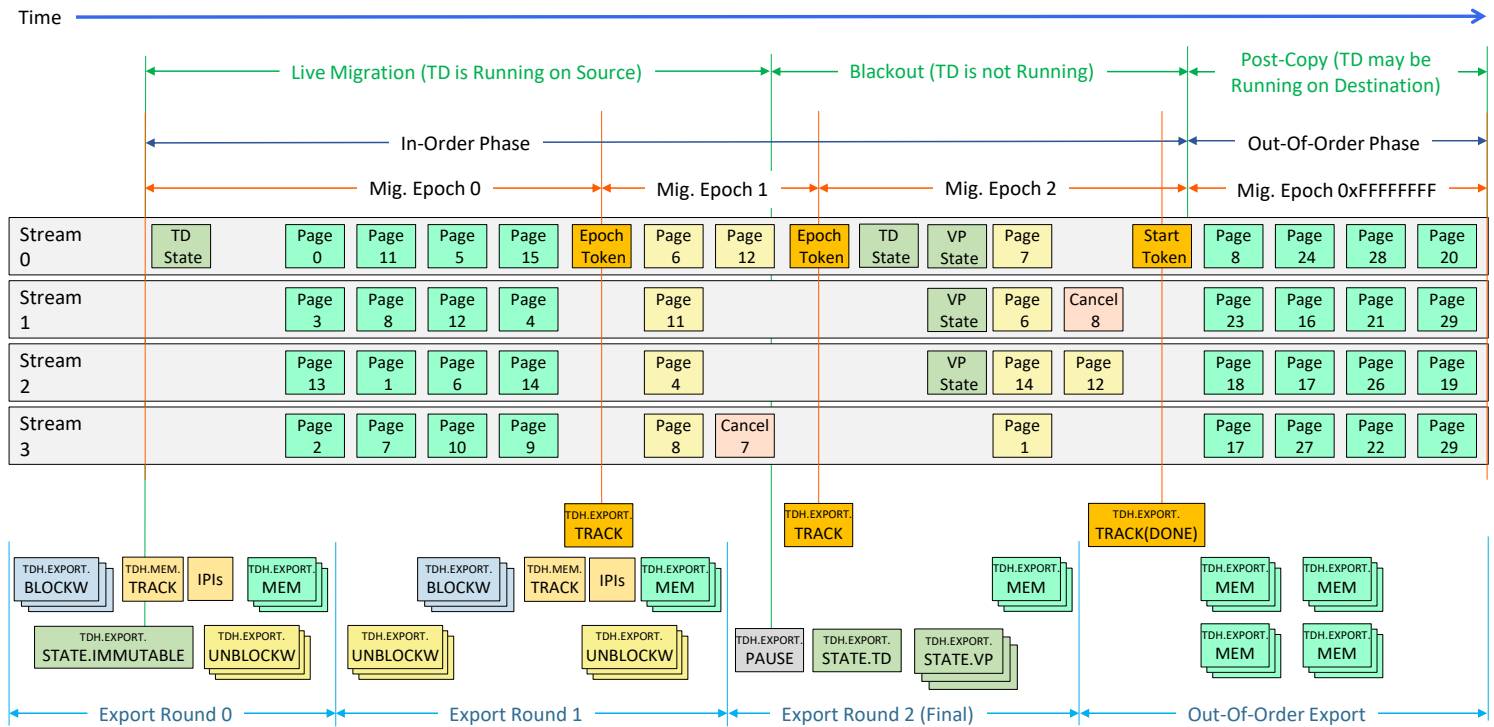 Time
Live Migration (TD is Running on Source)
Blackout (TD is not Running)
Post-Copy (TD may be
Running on Destination)
In-Order Phase
Out-Of-Order Phase
Mig. Epoch 0
Mig. Epoch 1
Mig. Epoch 2
Mig. Epoch 0xFFFFFFFF
Stream
0
TD
State
Page
0
Page
11
Page
5
Page
15
Epoch
Token
Page
6
Page
12
Epoch
Token
TD
State
VP
State
Page
7
Start
Token
Page
8
Page
24
Page
28
Page
20
Stream
1
Page
3
Page
8
Page
12
Page
4
Page
11
VP
State
Page
6
Cancel
8
Page
23
Page
16
Page
21
Page
29
Stream
2
Page
13
Page
1
Page
6
Page
14
Page
4
VP
State
Page
14
Page
12
Page
18
Page
17
Page
26
Page
19
Stream
3
Page
2
Page
7
Page
10
Page
9
Page
8
Cancel
7
Page
1
Page
17
Page
27
Page
22
Page
29
TDH.EXPORT.
TRACK
TDH.EXPORT.
TRACK
TDH.EXPORT.
TRACK(DONE)
TDH.EXPORT.
BLOCKW
TDH.MEM.
TRACK
IPIs
TDH.EXPORT.
MEM
TDH.EXPORT.
BLOCKW
TDH.MEM.
TRACK
IPIs
TDH.EXPORT.
MEM
TDH.EXPORT.
MEM
TDH.EXPORT.
MEM
TDH.EXPORT.
MEM
TDH.EXPORT.
STATE.IMMUTABLE
TDH.EXPORT.
UNBLOCKW
TDH.EXPORT.
UNBLOCKW
TDH.EXPORT.
UNBLOCKW
TDH.EXPORT.
PAUSE
TDH.EXPORT.
STATE.TD
TDH.EXPORT.
STATE.VP
TDH.EXPORT.
MEM
TDH.EXPORT.
MEM
Export Round 0
Export Round 1
Export Round 2 (Final)
Out-Of-Order Export